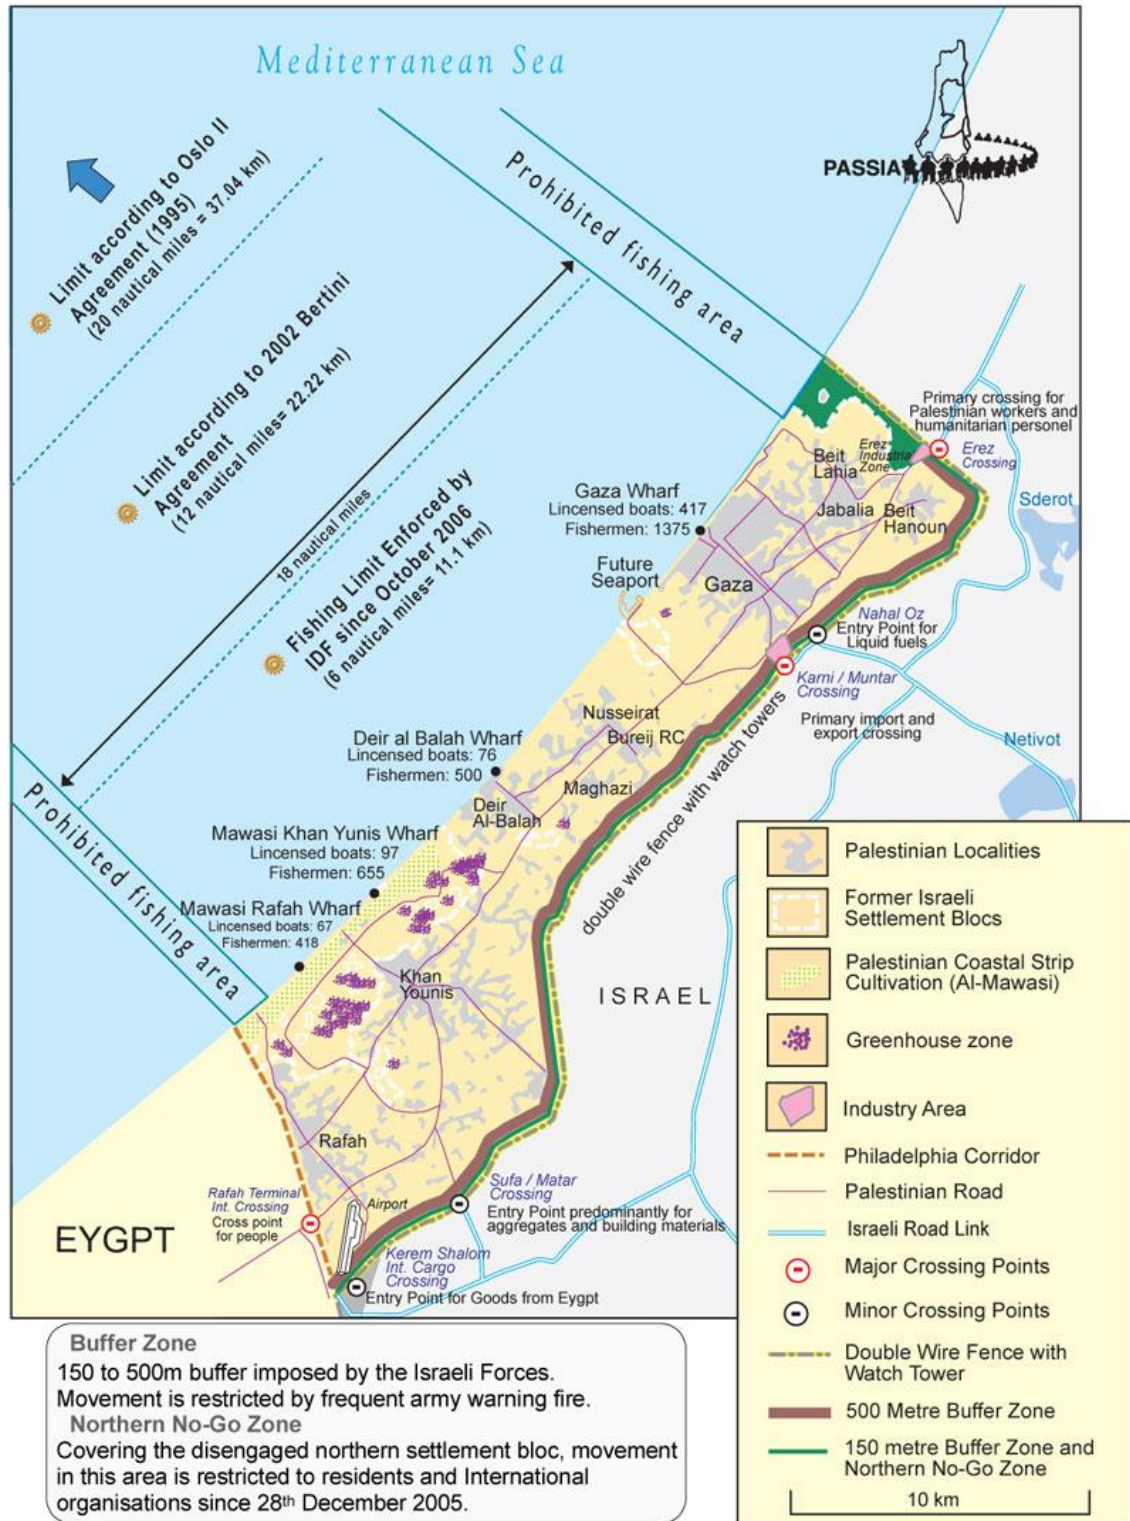 Mediterranean Sea
PASSIA
Limit according to Oslo II
Agreement (1995)
(20 nautical miles = 37.04 km)
Limit according to 2002 Bertini
Agreement
(12 nautical miles= 22.22 km)
Fishing Limit Enforced by
IDF since October 2006
(6 nautical miles= 11.1 km)
18 nautical miles
Prohibited fishing area
Prohibited fishing area
Primary crossing for
Palestinian workers and
humanitarian personel
Erez
Crossing
Erez
Industrial
Zone
Beit
Lahia
Jabalia
Beit
Hanoun
Sderot
Gaza Wharf
Lincensed boats: 417
Fishermen: 1375
Future
Seaport
Gaza
Nahal Oz
Entry Point for
Liquid fuels
Karni / Muntar
Crossing
Primary import and
export crossing
Netivot
Nusseirat
Bureij RC
Maghazi
double wire fence with watch towers
Deir al Balah Wharf
Lincensed boats: 76
Fishermen: 500
Deir
Al-Balah
Mawasi Khan Yunis Wharf
Lincensed boats: 97
Fishermen: 655
Mawasi Rafah Wharf
Lincensed boats: 67
Fishermen: 418
Khan
Younis
ISRAEL
Rafah
Rafah Terminal
Int. Crossing
Cross point
for people
Airport
Sufa / Matar
Crossing
Entry Point predominantly for
aggregates and building materials
EYGPT
Kerem Shalom
Int. Cargo
Crossing
Entry Point for Goods from Eygpt
Palestinian Localities
Former Israeli
Settlement Blocs
Palestinian Coastal Strip
Cultivation (Al-Mawasi)
Greenhouse zone
Industry Area
Philadelphia Corridor
Palestinian Road
Israeli Road Link
Major Crossing Points
Minor Crossing Points
Double Wire Fence with
Watch Tower
500 Metre Buffer Zone
150 metre Buffer Zone and
Northern No-Go Zone
10 km
Buffer Zone
150 to 500m buffer imposed by the Israeli Forces.
Movement is restricted by frequent army warning fire.
Northern No-Go Zone
Covering the disengaged northern settlement bloc, movement
in this area is restricted to residents and International
organisations since 28th December 2005.